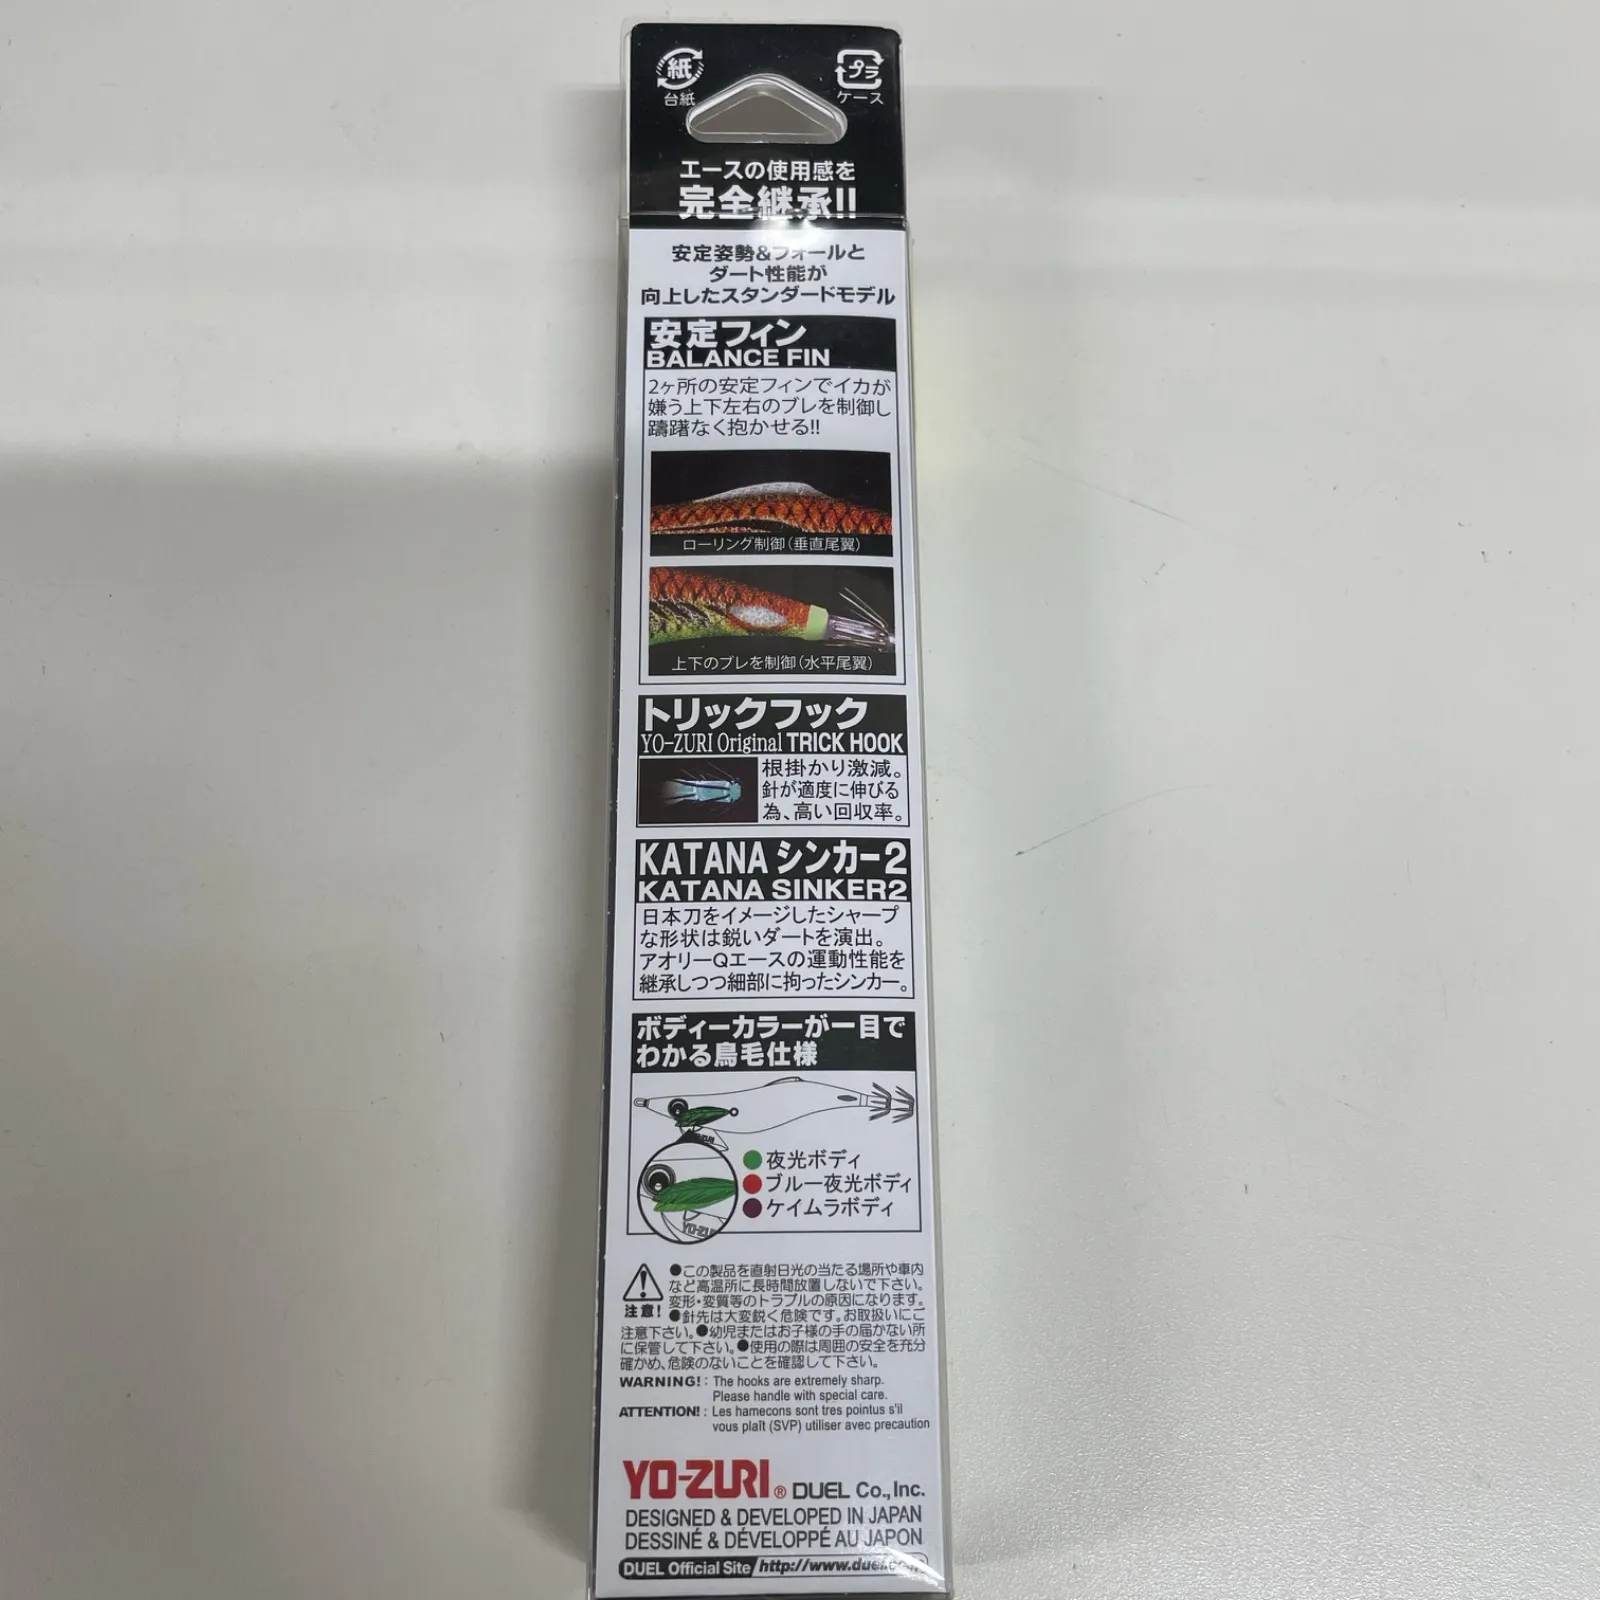 紙
台紙
プラ
ケース
エースの使用感を
完全継承!!
安定姿勢&フォールと
ダート性能が
向上したスタンダードモデル
安定フィン
BALANCE FIN
2ヶ所の安定フィンでイカが
嫌う上下左右のブレを制御し
躊躇なく抱かせる!!
ローリング制御(垂直尾翼)
上下のブレを制御(水平尾翼)
トリックフック
YO-ZURI Original TRICK HOOK
根掛かり激減。
針が適度に伸びる
為、高い回収率。
KATANA シンカー2
KATANA SINKER2
日本刀をイメージしたシャープ
な形状は鋭いダートを演出。
アオリーQエースの運動性能を
継承しつつ細部に拘ったシンカー。
ボディーカラーが一目で
わかる鳥毛仕様
YO-ZURI
●夜光ボディ
●ブルー夜光ボディ
●ケイムラボディ
YO-ZUR
注意!
●この製品を直射日光の当たる場所や車内
など高温所に長時間放置しないで下さい。
変形・変質等のトラブルの原因になります。
●針先は大変鋭く危険です。お取扱いにご
注意下さい。●幼児またはお子様の手の届かない所
に保管して下さい。●使用の際は周囲の安全を充分
確かめ、危険のないことを確認して下さい。
WARNING! : The hooks are extremely sharp.
Please handle with special care.
ATTENTION! : Les hamecons sont tres pointus s'il
vous plaît (SVP) utiliser avec precaution
YO-ZURI® DUEL Co., Inc.
DESIGNED & DEVELOPED IN JAPAN
DESSINÉ & DÉVELOPPÉ AU JAPON
DUEL Official Site http://www.duel.co.jp